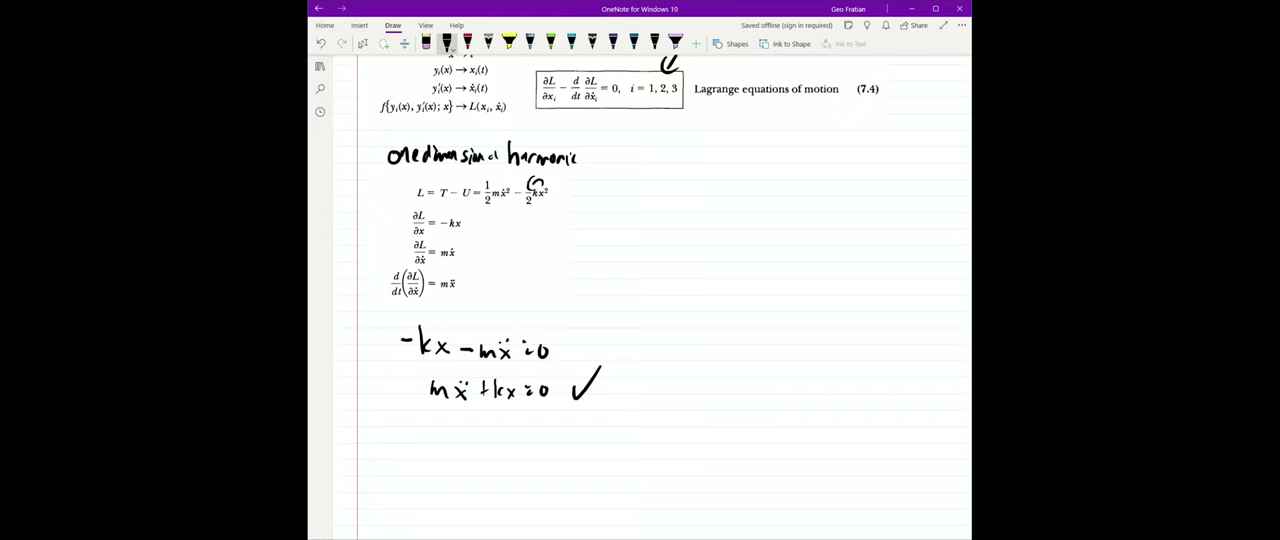 OneNote for Windows 10
Geo Fratian
Home Insert Draw View Help
Saved offline (sign in required)
Share
Shapes
Ink to Shape
Ink to Text
yᵢ(x) → xᵢ(t)
y′ᵢ(x) → ẋᵢ(t)
f{yᵢ(x), y′ᵢ(x); x} → L(xᵢ, ẋᵢ)
∂L/∂xᵢ − d/dt ∂L/∂ẋᵢ = 0, i = 1, 2, 3
Lagrange equations of motion (7.4)
one dimensional harmonic
L = T − U = 1/2 mẋ² − 1/2 kx²
∂L/∂x = −kx
∂L/∂ẋ = mẋ
d/dt(∂L/∂ẋ) = mẍ
-kx - mẍ = 0
mẍ + kx = 0 ✓